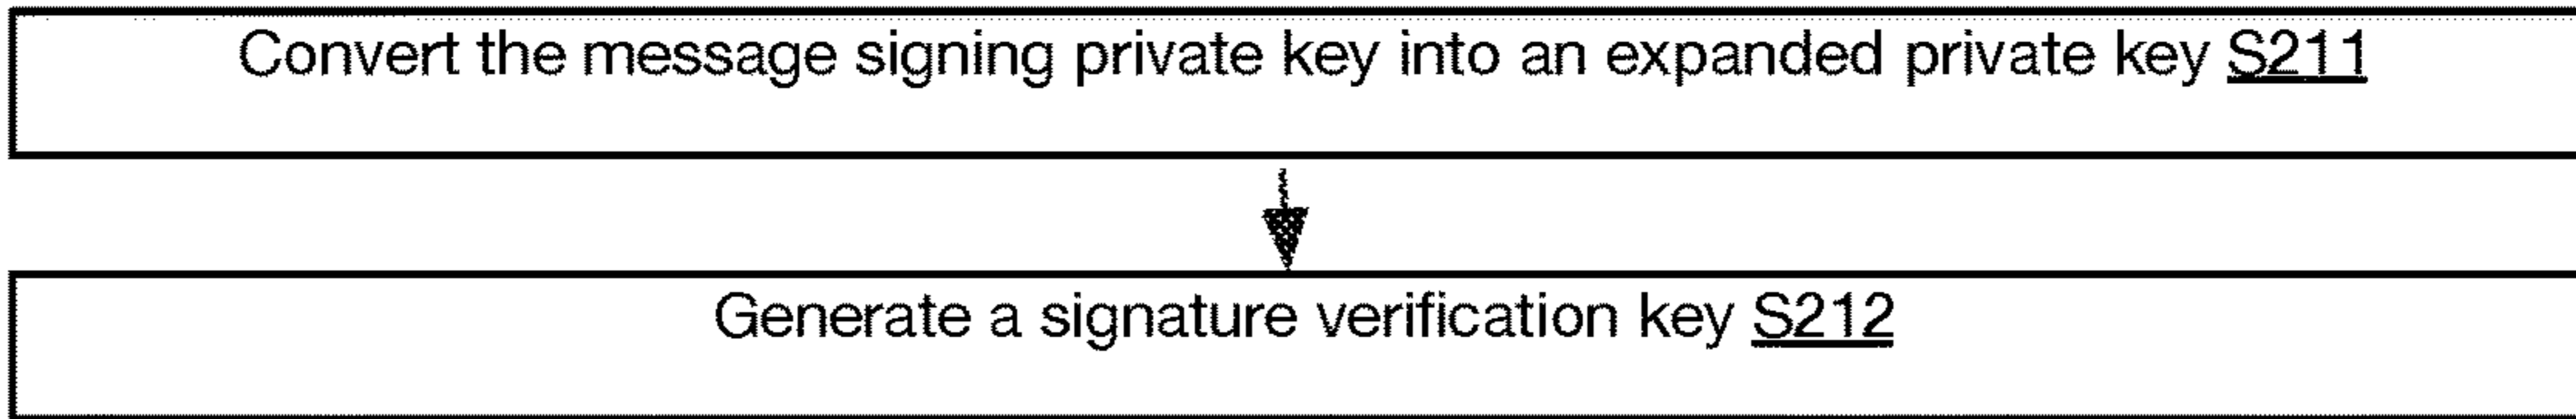 Convert the message signing private key into an expanded private key S211
Generate a signature verification key S212